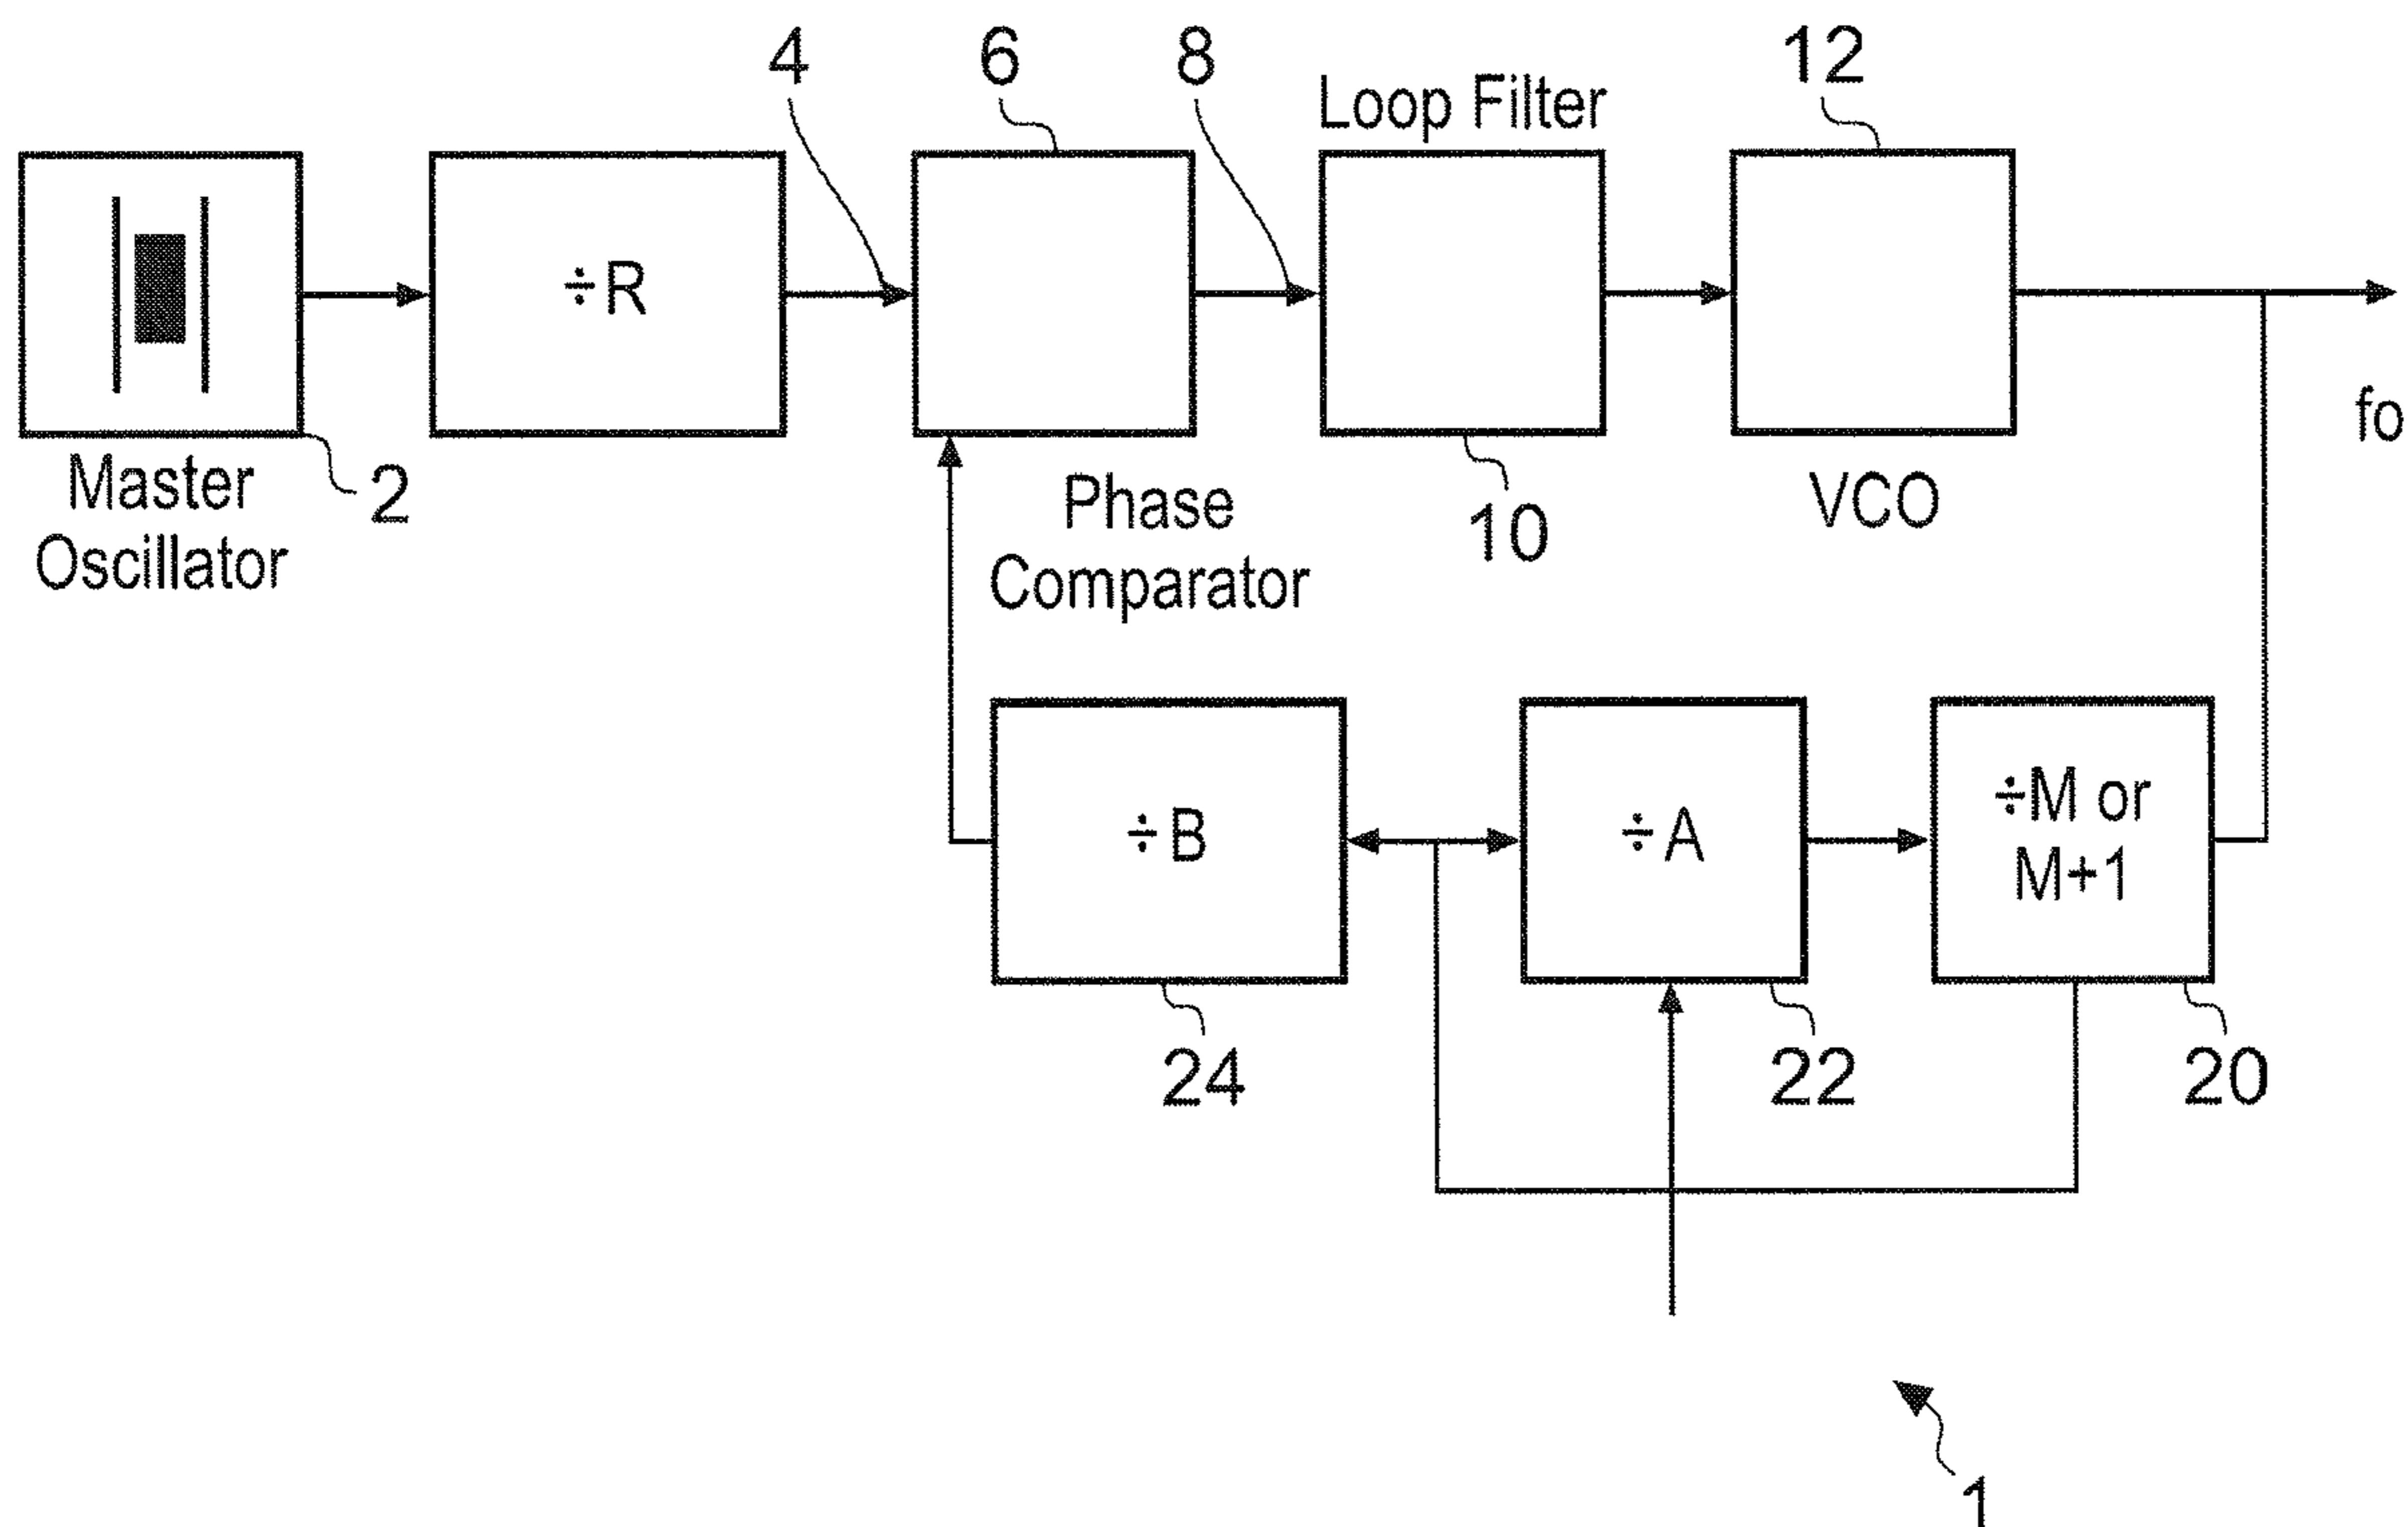 4
6
8
12
Loop Filter
÷R
fo
Master
Oscillator
2
Phase
Comparator
10
VCO
÷B
÷A
÷M or
M+1
24
22
20
1